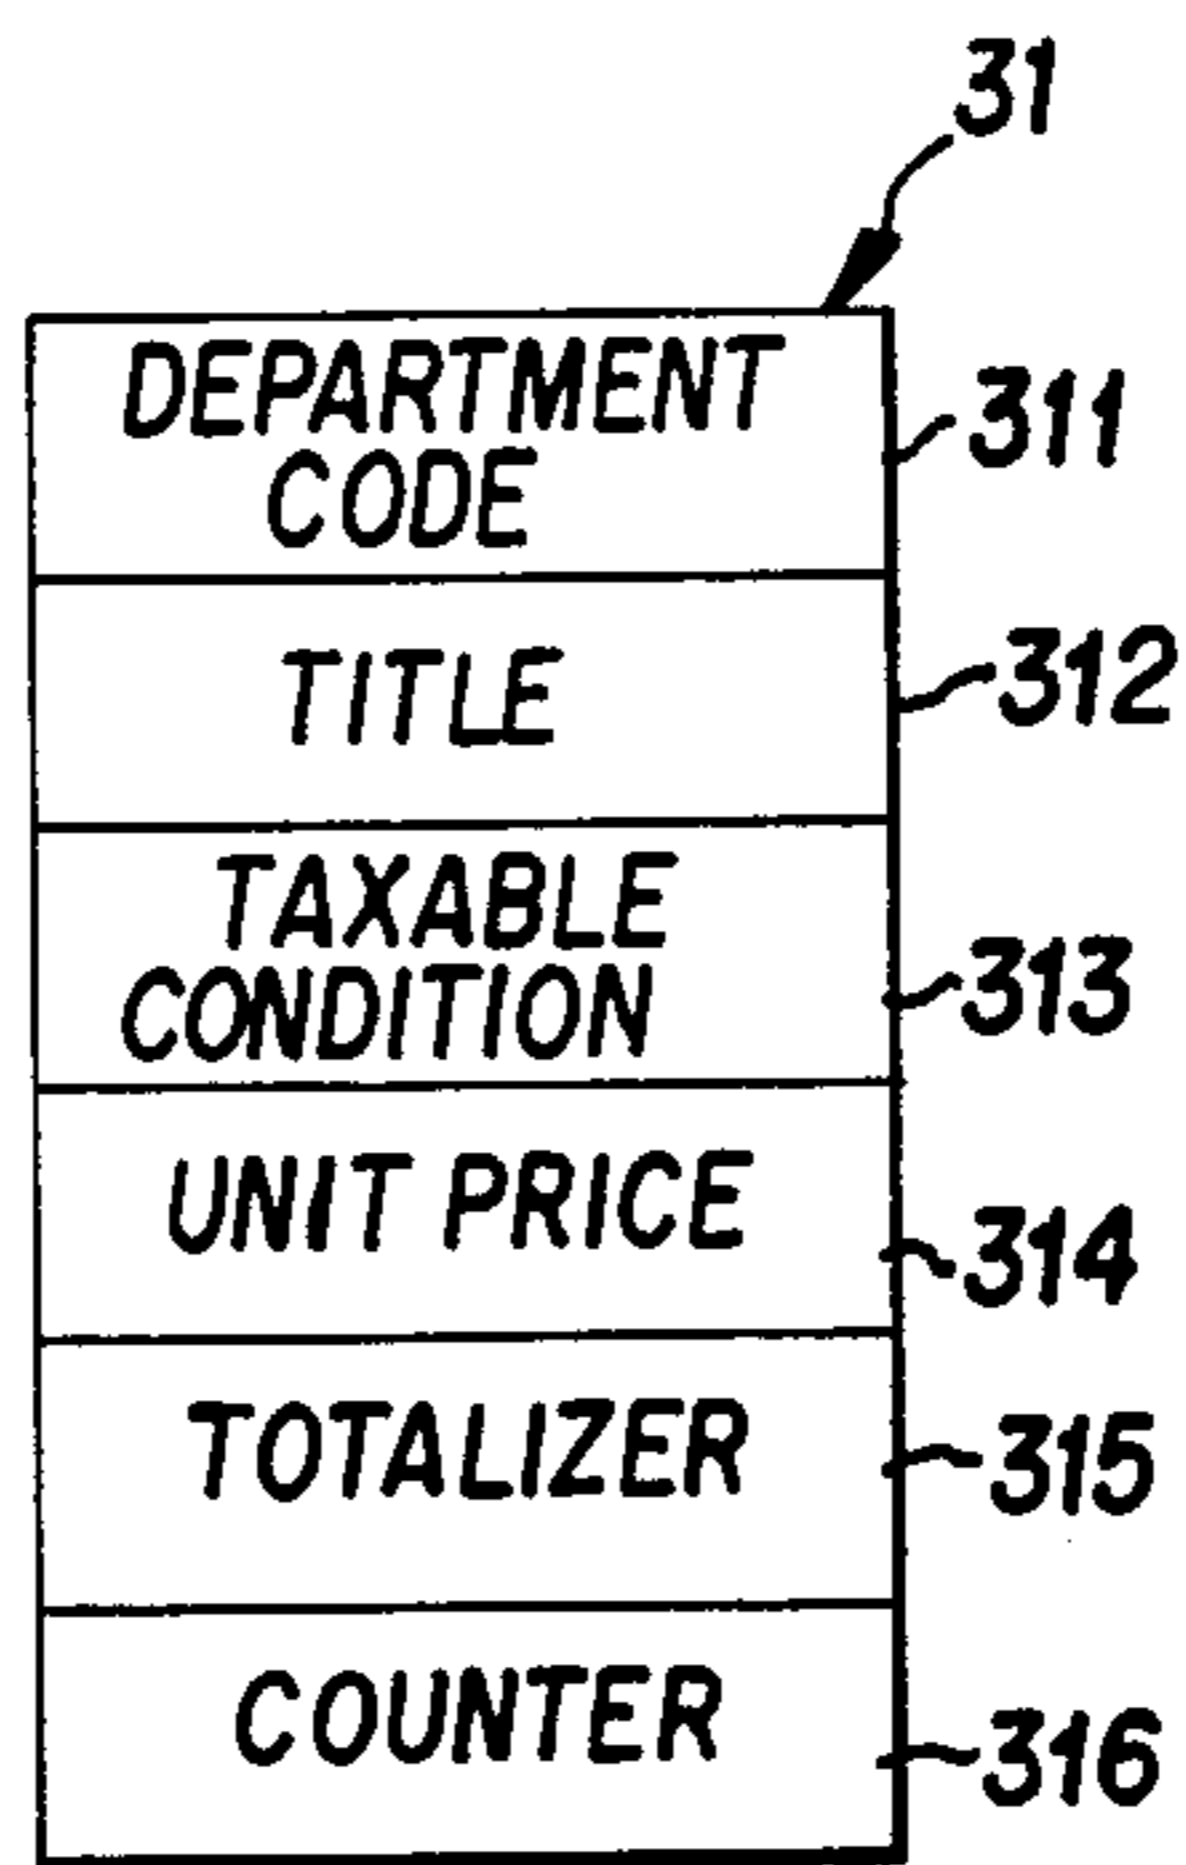 31
DEPARTMENT
CODE
311
TITLE
312
TAXABLE
CONDITION
313
UNIT PRICE
314
TOTALIZER
315
COUNTER
316